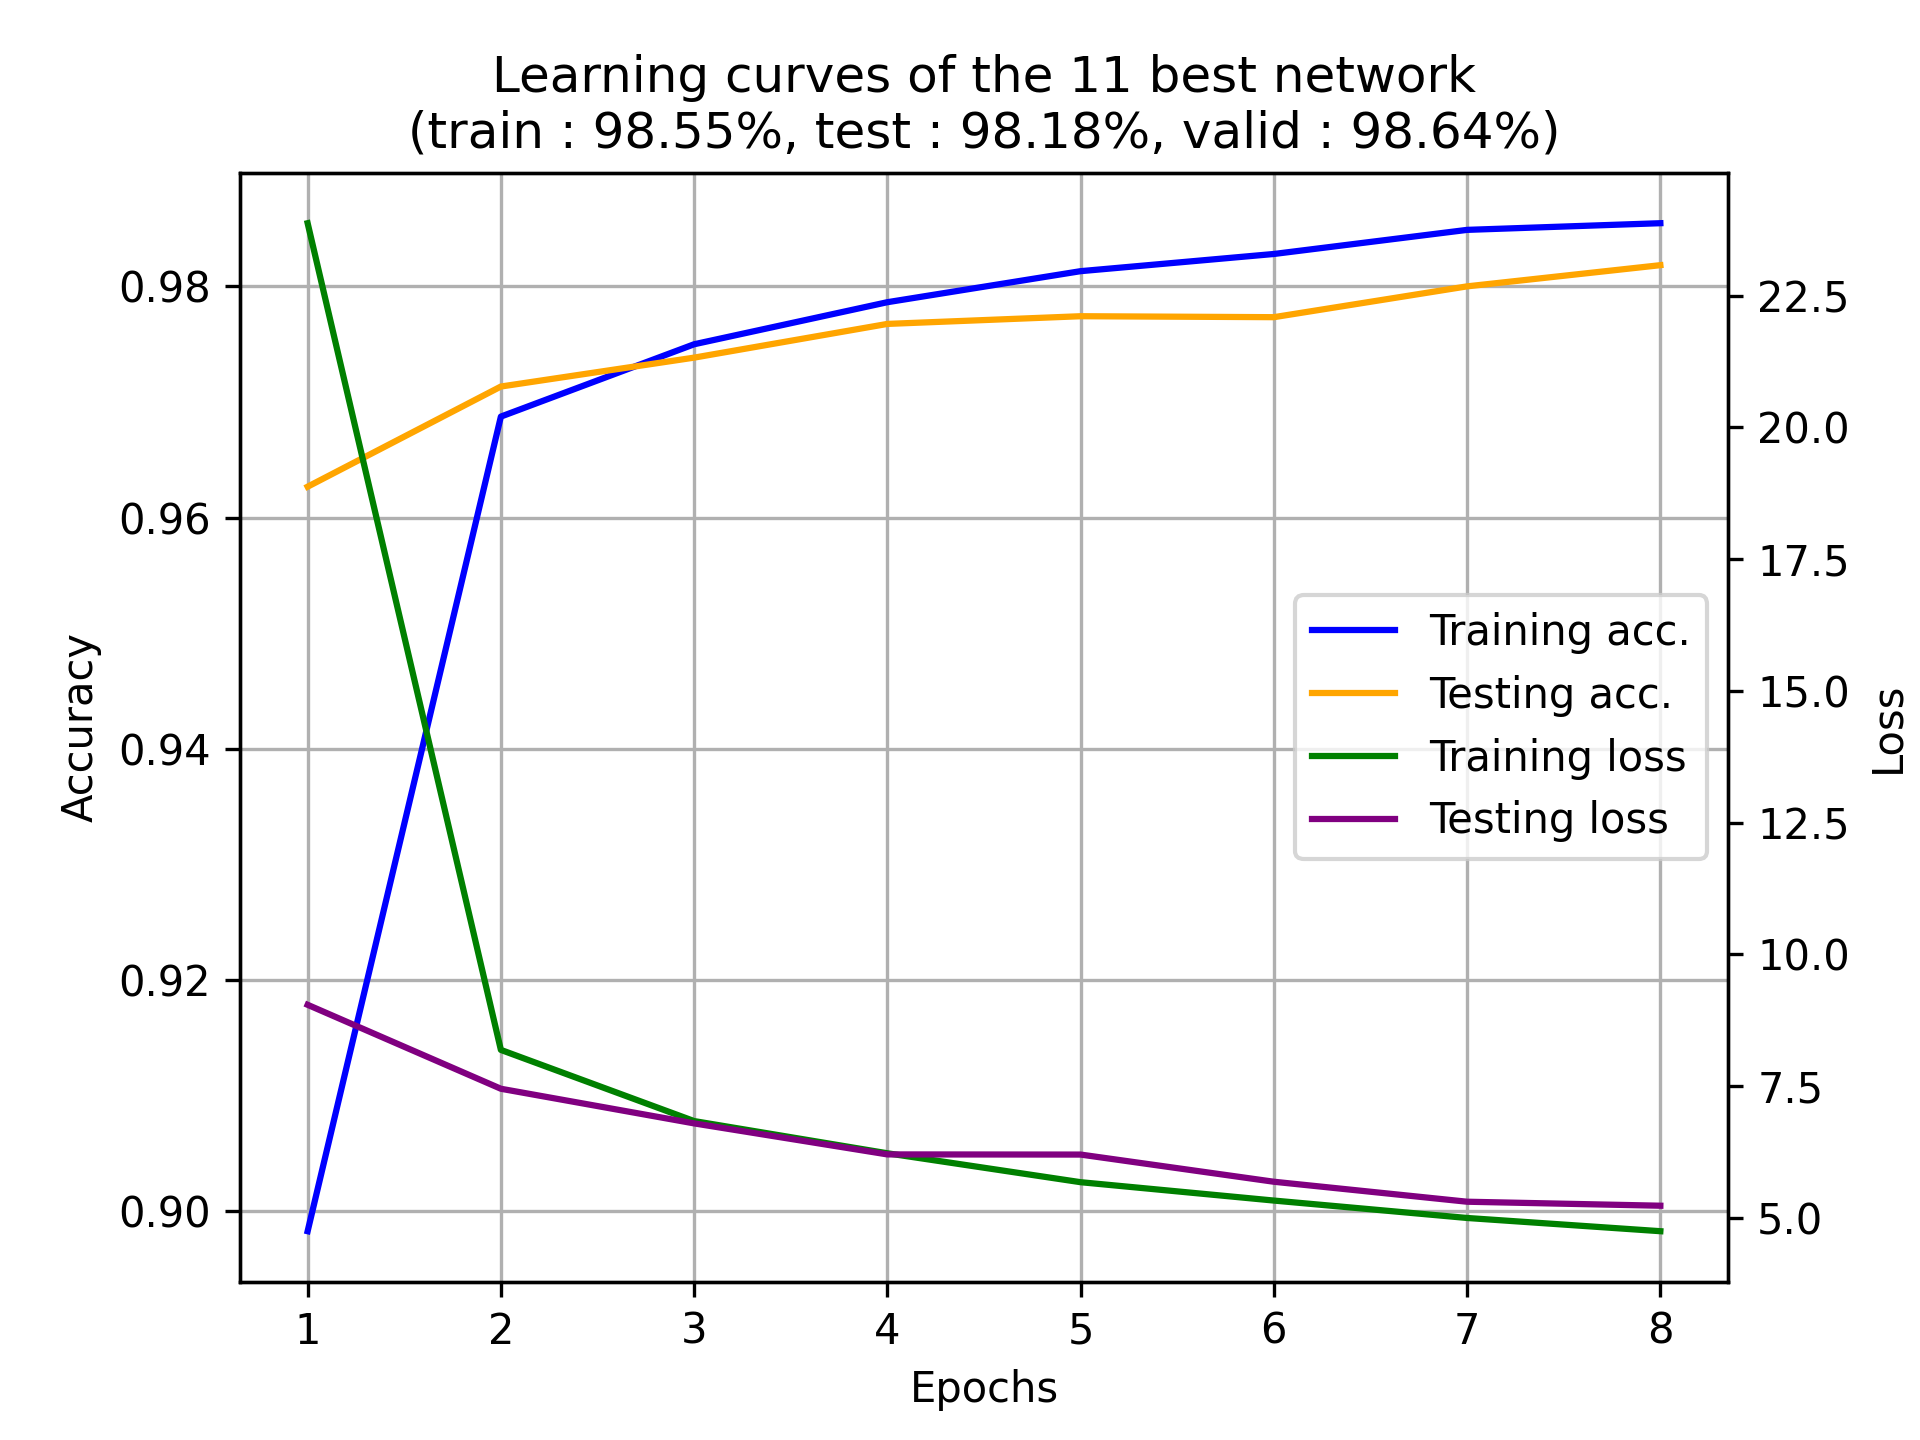 Learning curves of the 11 best network
(train : 98.55%, test : 98.18%, valid : 98.64%)
0.98
0.96
0.94
0.92
0.90
Accuracy
22.5
20.0
17.5
15.0
12.5
10.0
7.5
5.0
Loss
Training acc.
Testing acc.
Training loss
Testing loss
1 2 3 4 5 6 7 8
Epochs